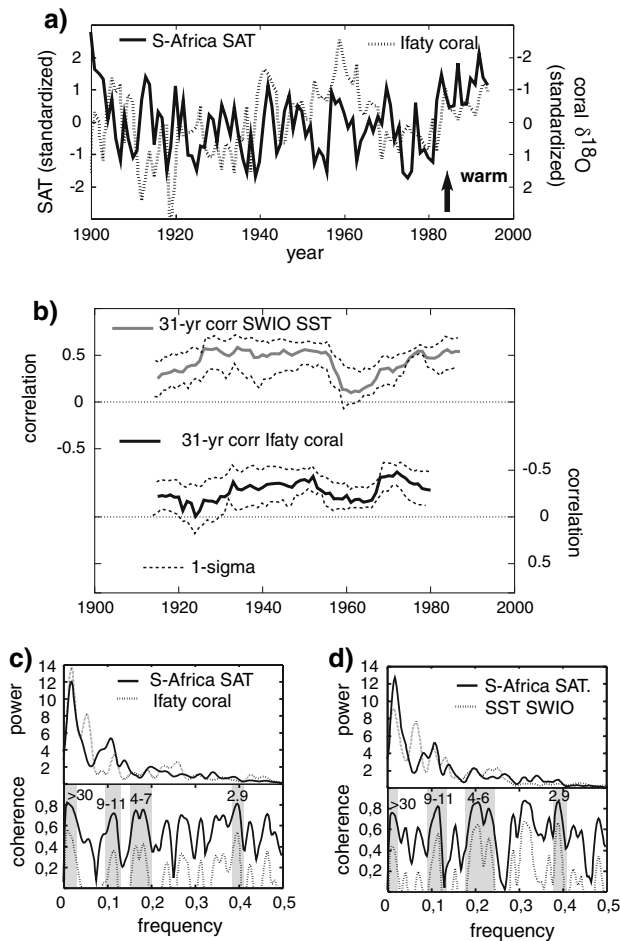 a)
S-Africa SAT
Ifaty coral
SAT (standardized)
2
1
0
-1
-2
-2
-1
0
1
2
coral δ18O
(standardized)
warm
1900 1920 1940 1960 1980 2000
year
b)
31-yr corr SWIO SST
0.5
0
-0.5
correlation
31-yr corr Ifaty coral
-0.5
0
0.5
correlation
1-sigma
1900 1920 1940 1960 1980 2000
c)
S-Africa SAT
Ifaty coral
power
14
12
10
8
6
4
2
>30 9-11 4-7 2.9
coherence
0,8
0,6
0,4
0,2
0 0,1 0,2 0,3 0,4 0,5
frequency
d)
S-Africa SAT.
SST SWIO
power
14
12
10
8
6
4
2
>30 9-11 4-6 2.9
coherence
0,8
0,6
0,4
0,2
0 0,1 0,2 0,3 0,4 0,5
frequency